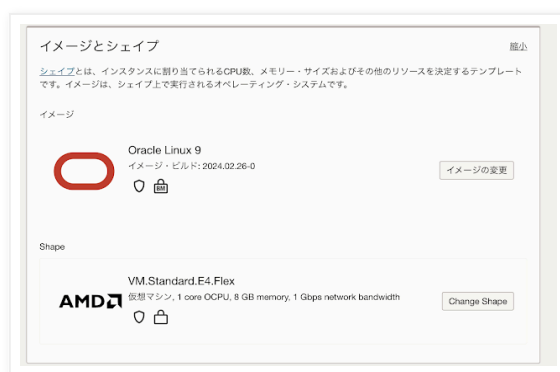 イメージとシェイプ
縮小
シェイプとは、インスタンスに割り当てられるCPU数、メモリー・サイズおよびその他のリソースを決定するテンプレート
です。イメージは、シェイプ上で実行されるオペレーティング・システムです。
イメージ
Oracle Linux 9
イメージ・ビルド: 2024.02.26-0
BM
イメージの変更
Shape
AMD
VM.Standard.E4.Flex
仮想マシン, 1 core OCPU, 8 GB memory, 1 Gbps network bandwidth
Change Shape